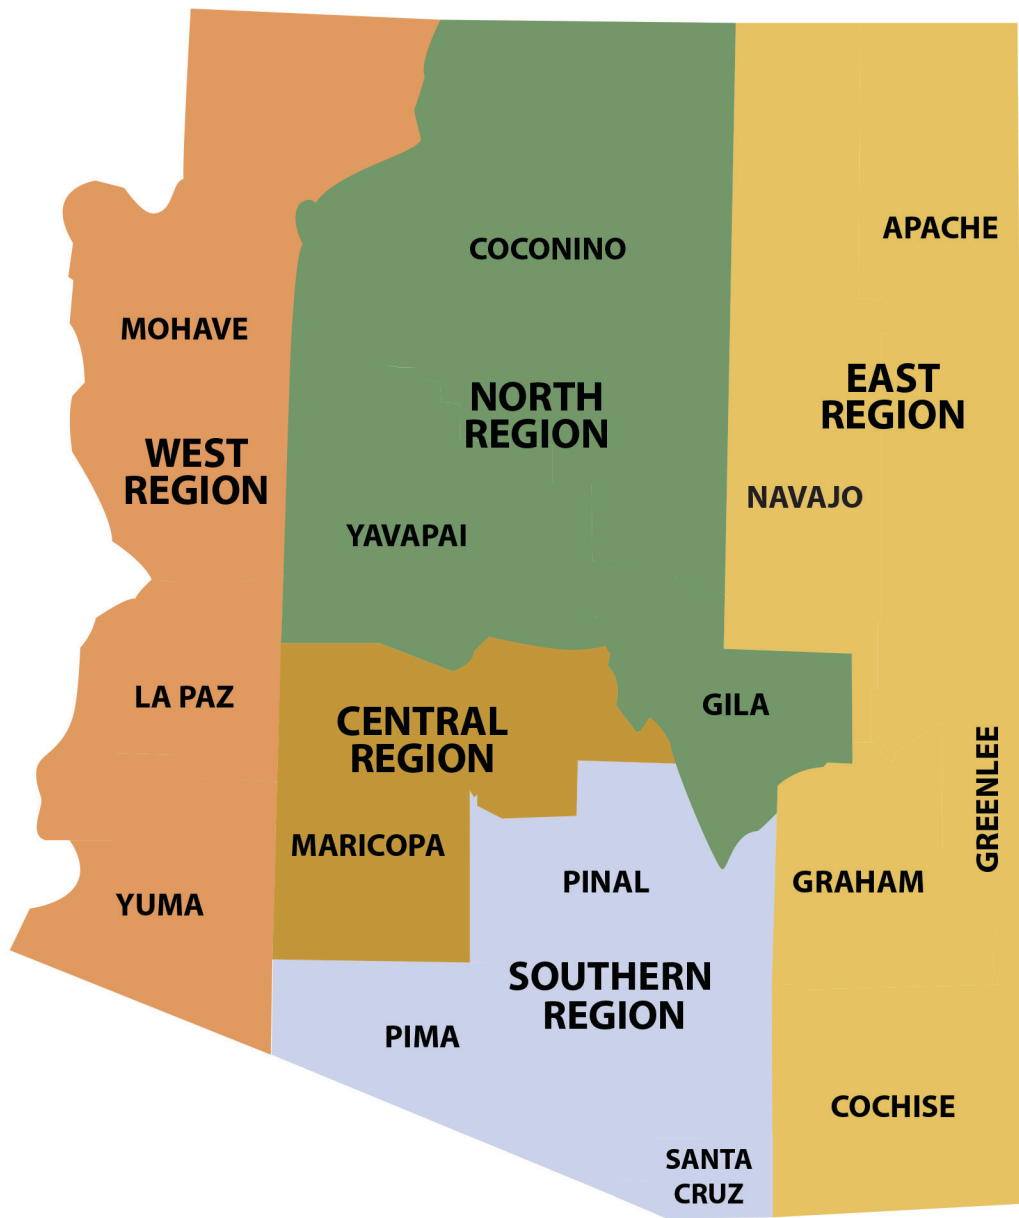 APACHE
COCONINO
MOHAVE
EAST
REGION
NORTH
REGION
WEST
REGION
NAVAJO
YAVAPAI
LA PAZ
GILA
CENTRAL
REGION
GREENLEE
MARICOPA
PINAL
GRAHAM
YUMA
SOUTHERN
REGION
PIMA
COCHISE
SANTA
CRUZ